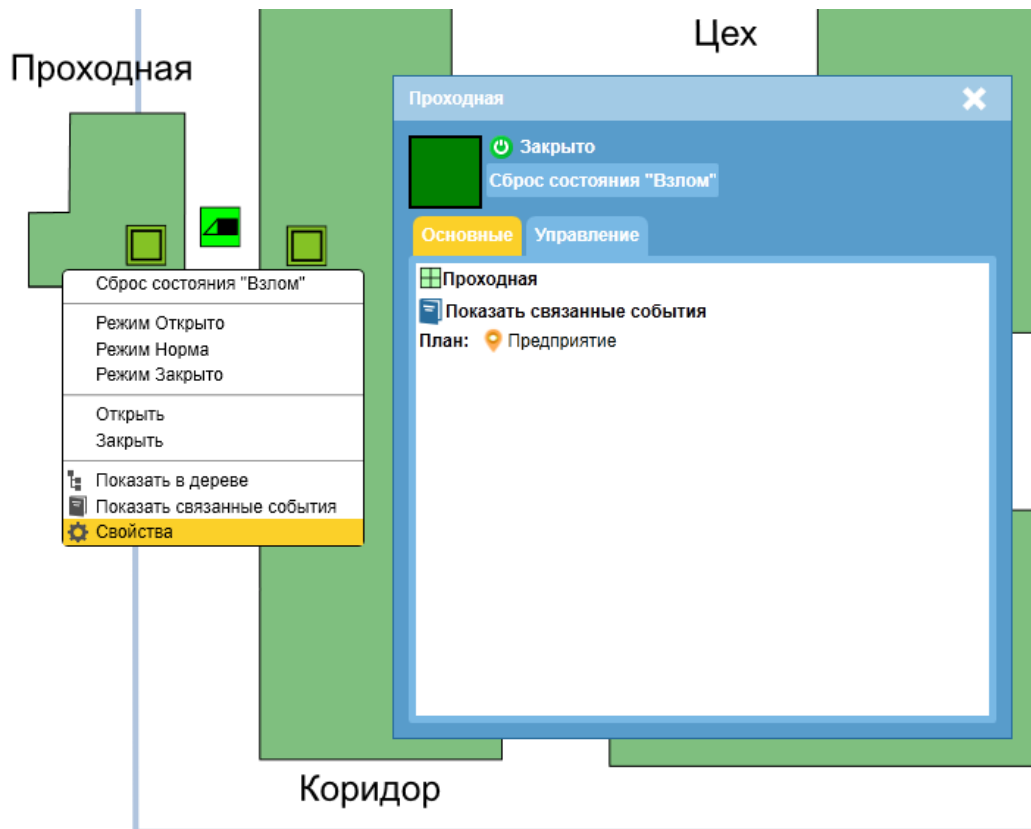 Цех
Проходная
Проходная
Закрыто
Сброс состояния "Взлом"
Основные Управление
Проходная
Показать связанные события
План: Предприятие
Сброс состояния "Взлом"
Режим Открыто
Режим Норма
Режим Закрыто
Открыть
Закрыть
Показать в дереве
Показать связанные события
Свойства
Коридор